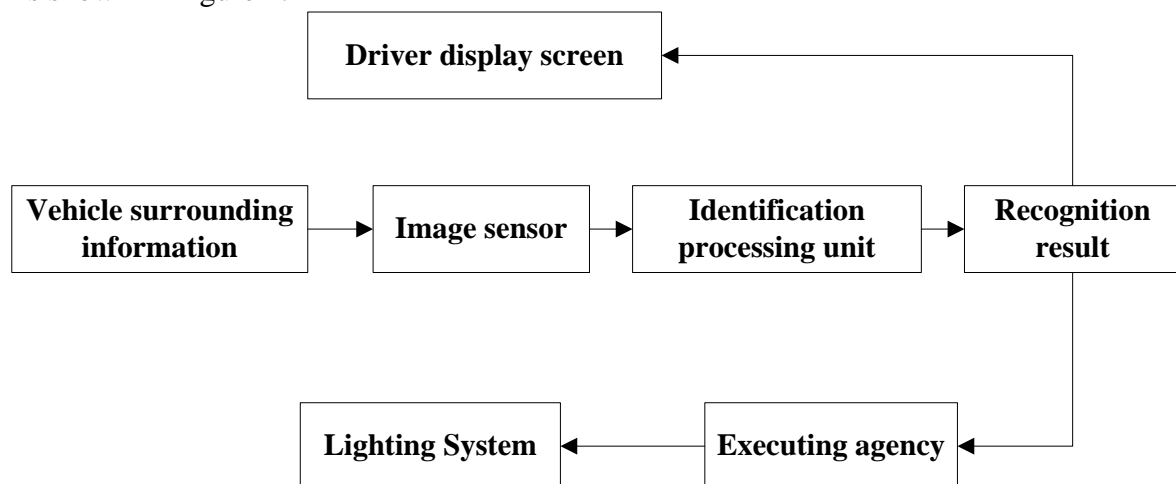 Driver display screen
Vehicle surrounding
information
Image sensor
Identification
processing unit
Recognition
result
Lighting System
Executing agency